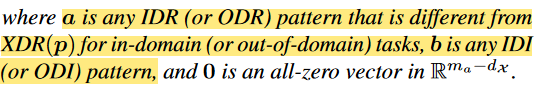 where a is any IDR (or ODR) pattern that is different from
XDR(p) for in-domain (or out-of-domain) tasks, b is any IDI
(or ODI) pattern, and 0 is an all-zero vector in ℝ^{m_a−d_X}.